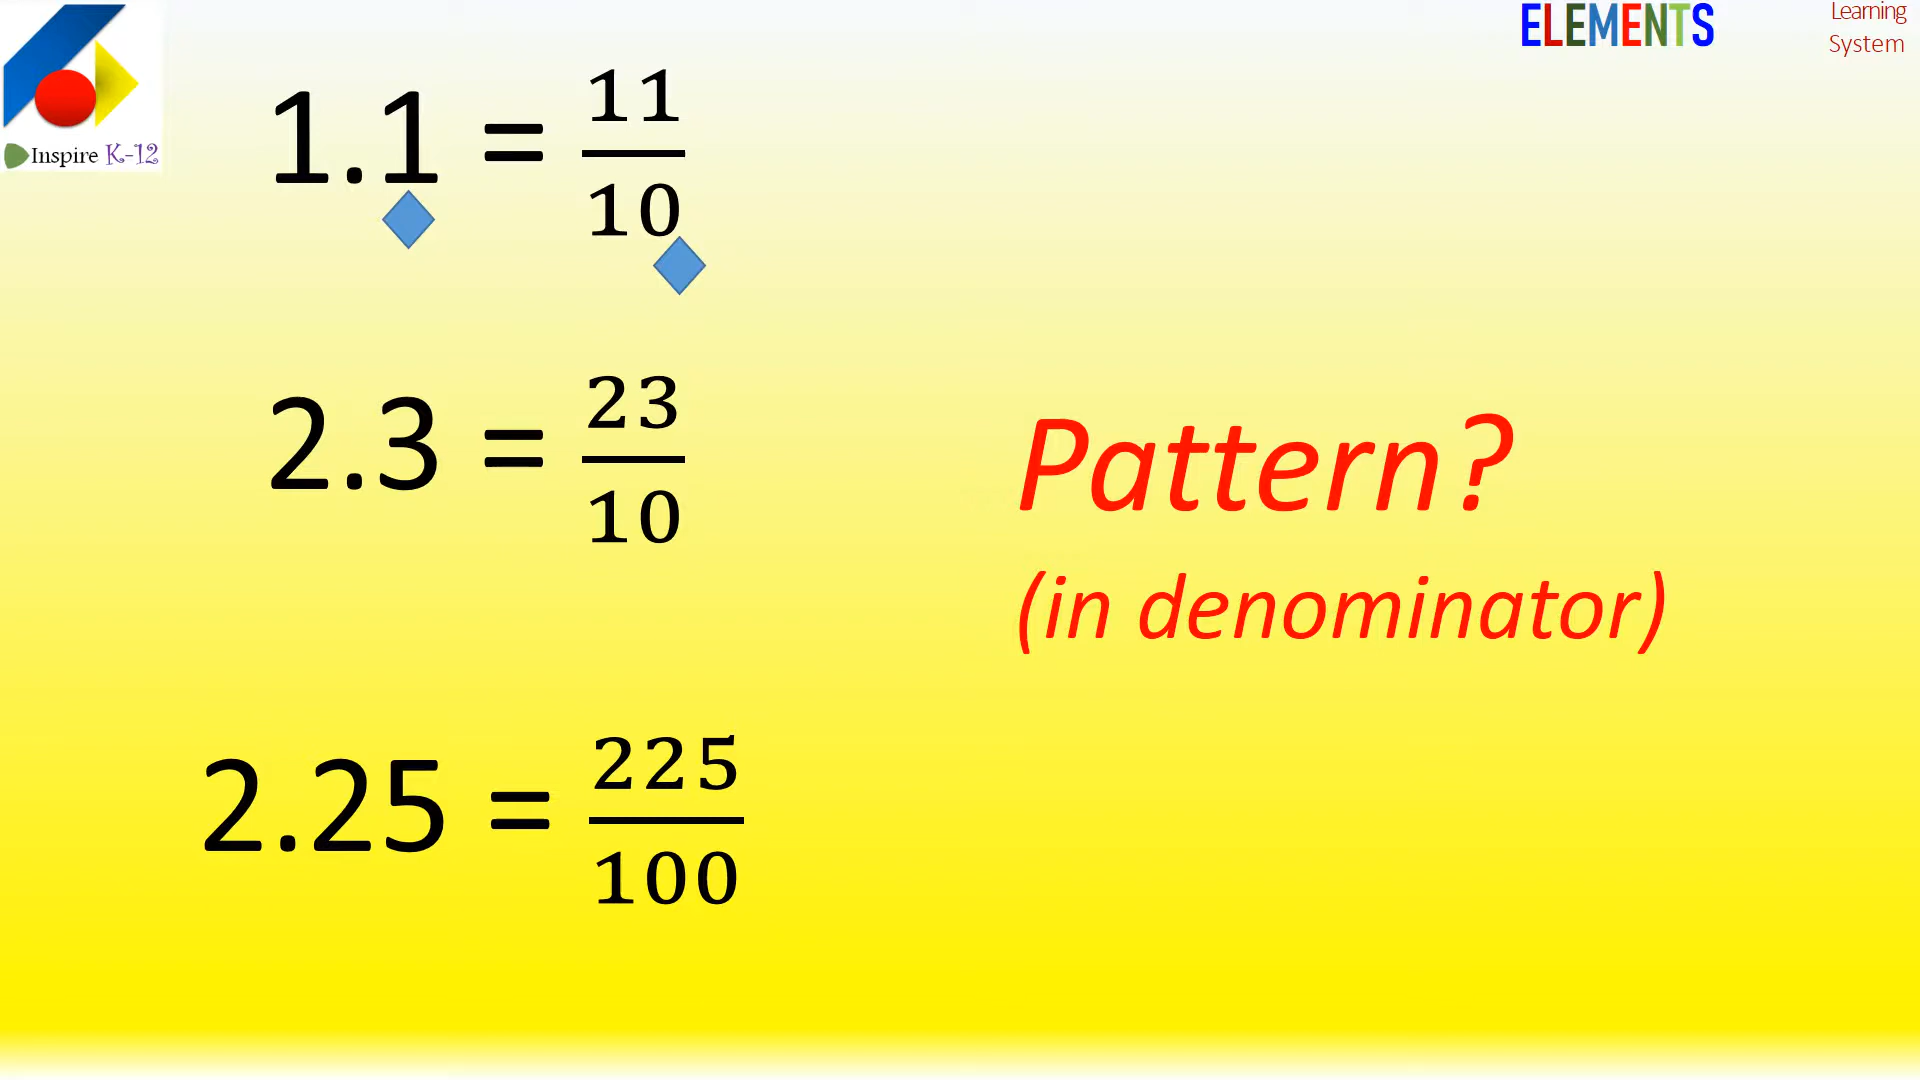 ELEMENTS
Learning
System
Inspire K-12
1.1 = 11/10
2.3 = 23/10
Pattern?
(in denominator)
2.25 = 225/100